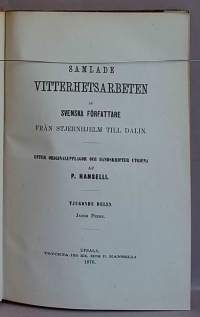 SAMLADE
VITTERHETSARBETEN
AF
SVENSKA FÖRFATTARE
FRÅN STJERNHJELM TILL DALIN.
EFTER ORIGINALUPPLAGOR OCH HANDSKRIFTER UTGIFNA
AF
P. HANSELLI.
TJUGONDE DELEN.
UPSALA,
P. HANSELLI